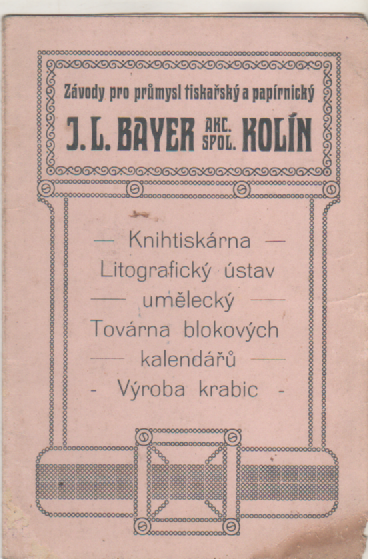 Závody pro průmysl tiskařský a papírnický
J. L. BAYER AKC. SPOL. KOLÍN
— Knihtiskárna —
Litografický ústav
— umělecký —
Továrna blokových
— kalendářů —
- Výroba krabic -